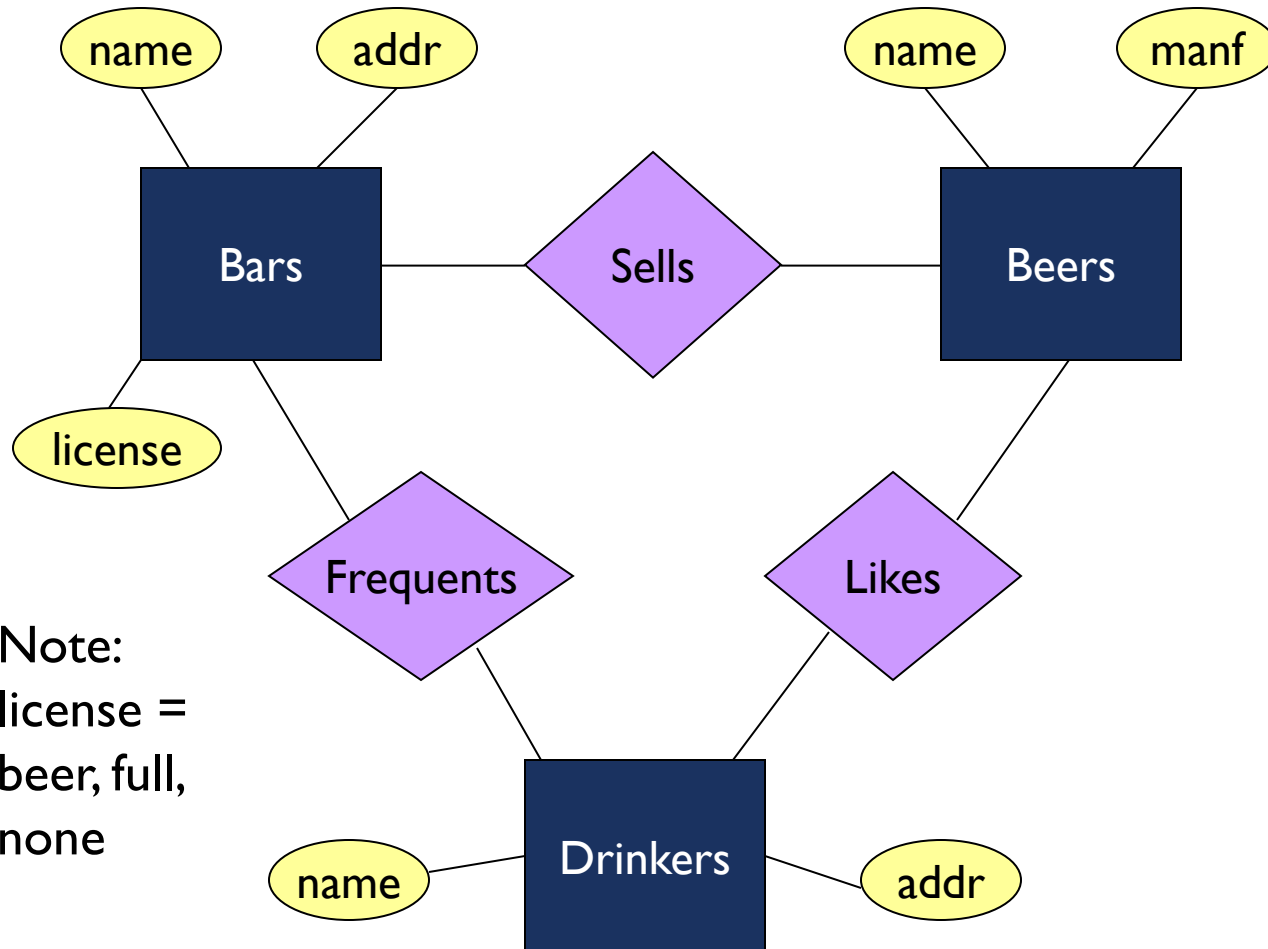 name
addr
name
manf
Bars
Sells
Beers
license
Frequents
Likes
Note:
license =
beer, full,
none
Drinkers
name
addr